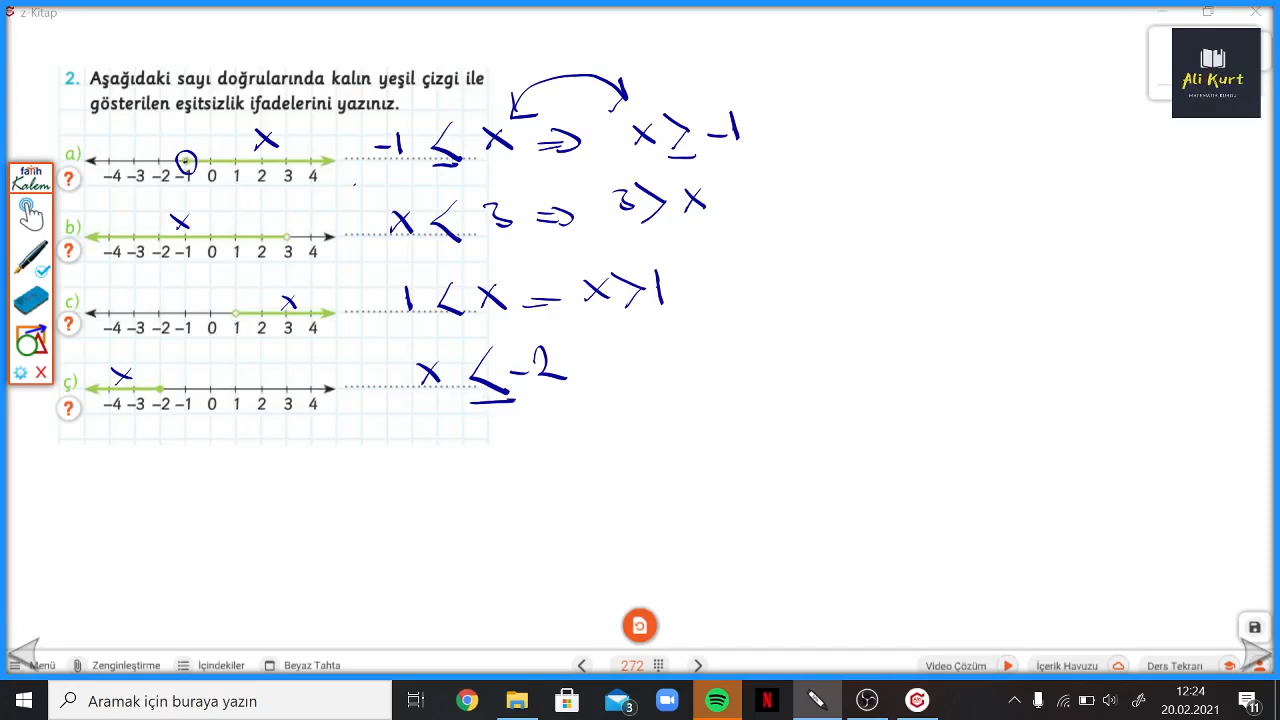 z-Kitap
Ali Kurt
MATEMATİK KURDU
2. Aşağıdaki sayı doğrularında kalın yeşil çizgi ile
gösterilen eşitsizlik ifadelerini yazınız.
fatih
Kalem
a) x -1 ≤ x ⇒ x ≥ -1
? -4 -3 -2 -1 0 1 2 3 4
b) x x < 3 ⇒ 3 > x
? -4 -3 -2 -1 0 1 2 3 4
c) x 1 < x = x > 1
? -4 -3 -2 -1 0 1 2 3 4
ç) x x ≤ -2
? -4 -3 -2 -1 0 1 2 3 4
Menü Zenginleştirme İçindekiler Beyaz Tahta 272 Video Çözüm İçerik Havuzu Ders Tekrarı
Aramak için buraya yazın 3 N 12:24
20.02.2021 11